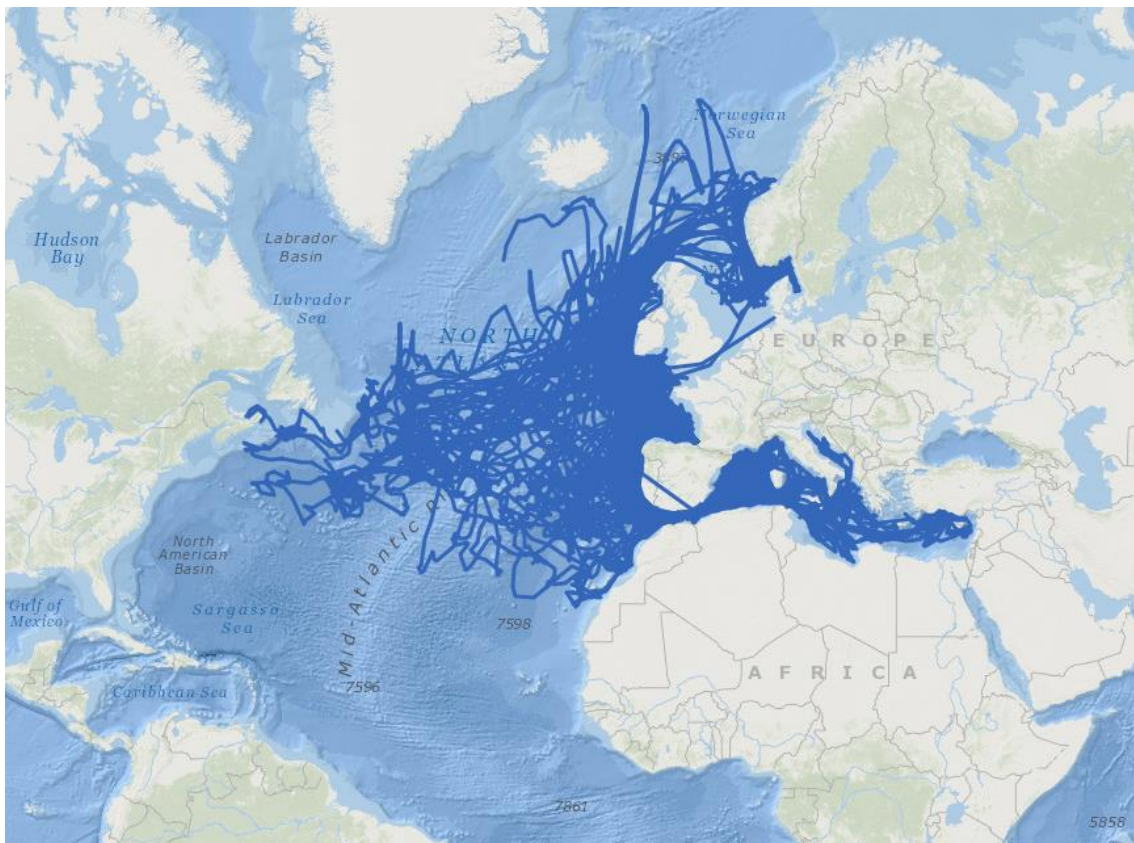 Norwegian
Sea
Hudson
Bay
Labrador
Basin
Labrador
Sea
NORTH
EUROPE
North
American
Basin
Mid-Atlantic
Gulf of
Mexico
Sargasso
Sea
7598
AFRICA
7596
Caribbean Sea
7861
5858